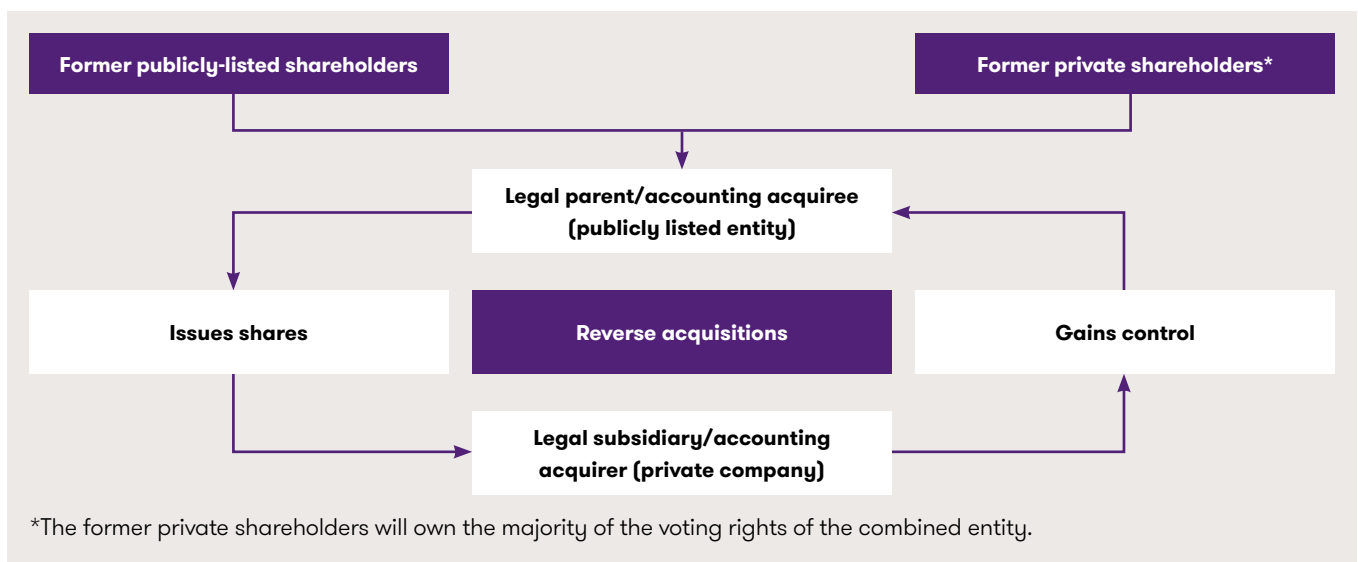 Former publicly-listed shareholders
Former private shareholders*
Legal parent/accounting acquiree
(publicly listed entity)
Issues shares
Reverse acquisitions
Gains control
Legal subsidiary/accounting
acquirer (private company)
*The former private shareholders will own the majority of the voting rights of the combined entity.